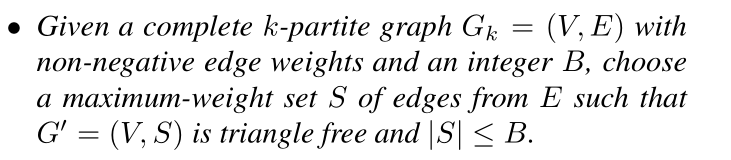 • Given a complete k-partite graph Gₖ = (V, E) with
non-negative edge weights and an integer B, choose
a maximum-weight set S of edges from E such that
G′ = (V, S) is triangle free and |S| ≤ B.